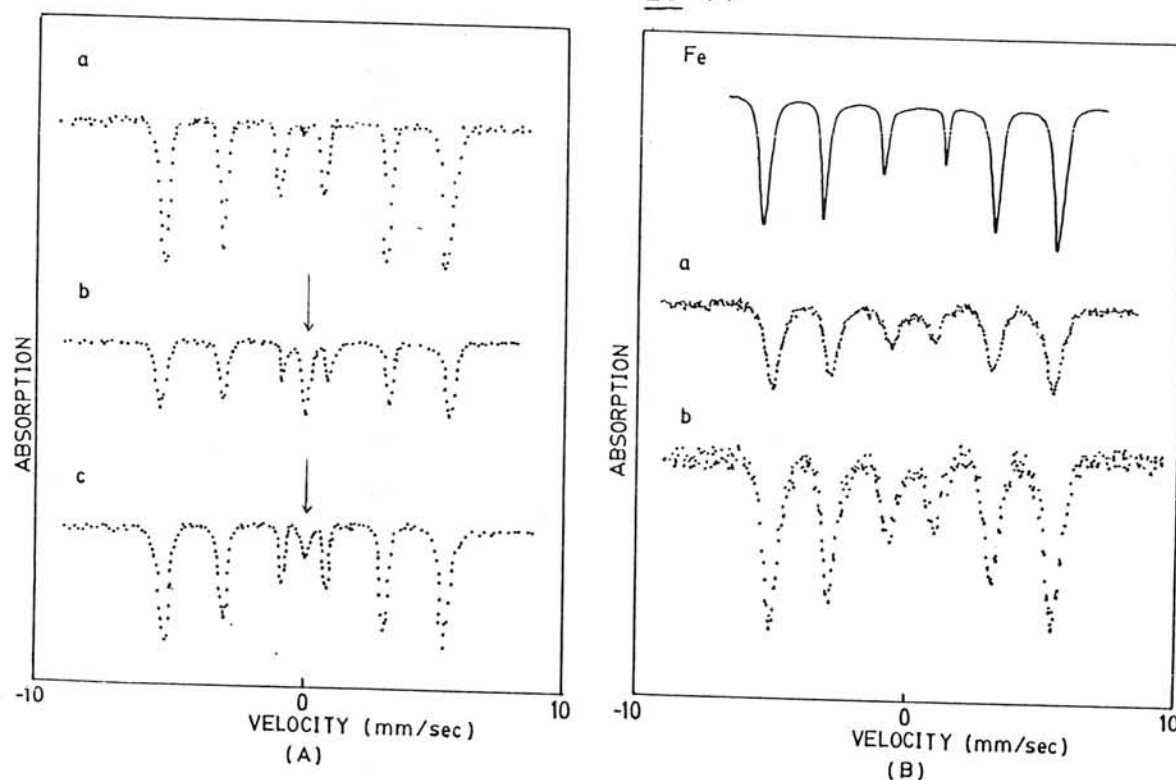 a
b
c
ABSORPTION
-10
0
10
VELOCITY (mm/sec)
(A)
Fe
a
b
ABSORPTION
-10
0
10
VELOCITY (mm/sec)
(B)